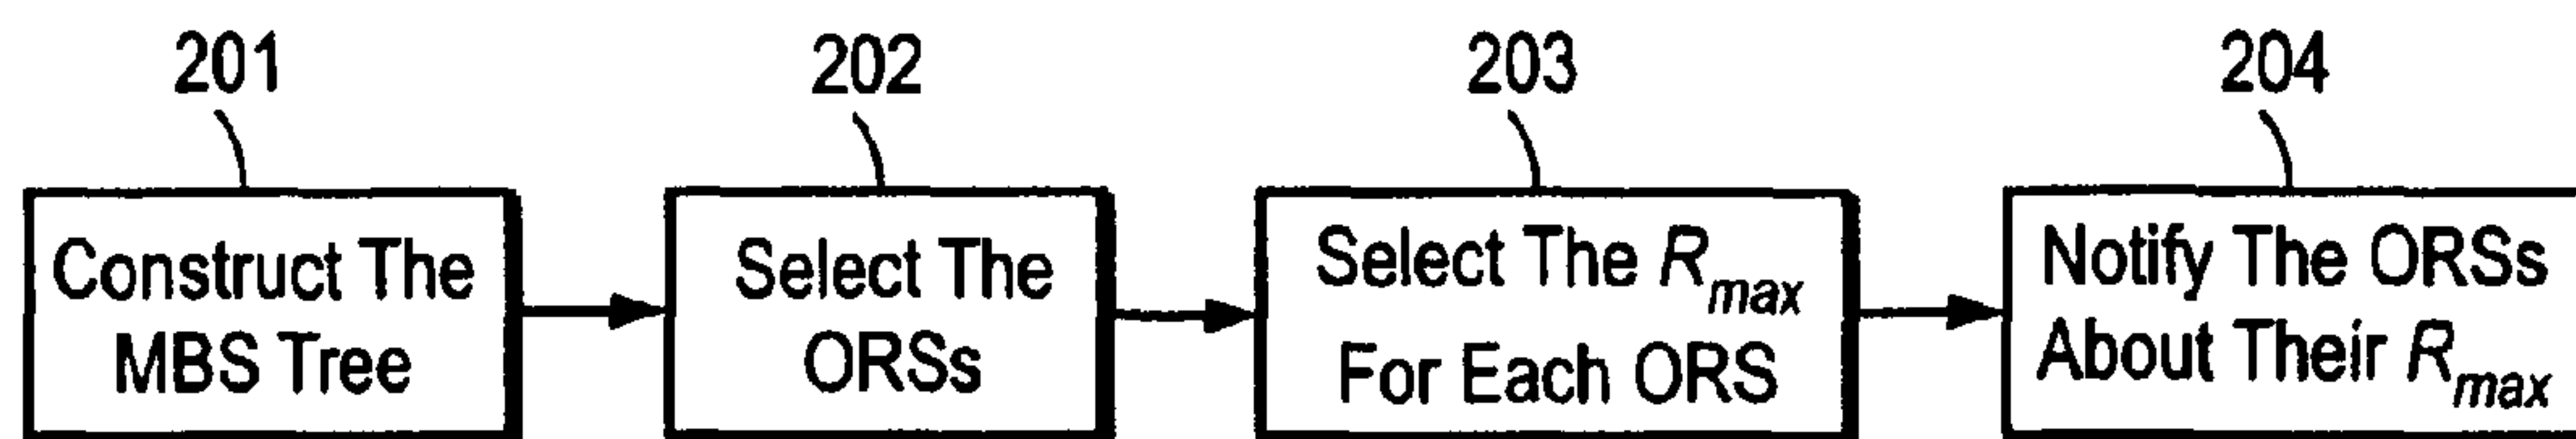 201
202
203
204
Construct The
MBS Tree
Select The
ORSs
Select The Rmax
For Each ORS
Notify The ORSs
About Their Rmax